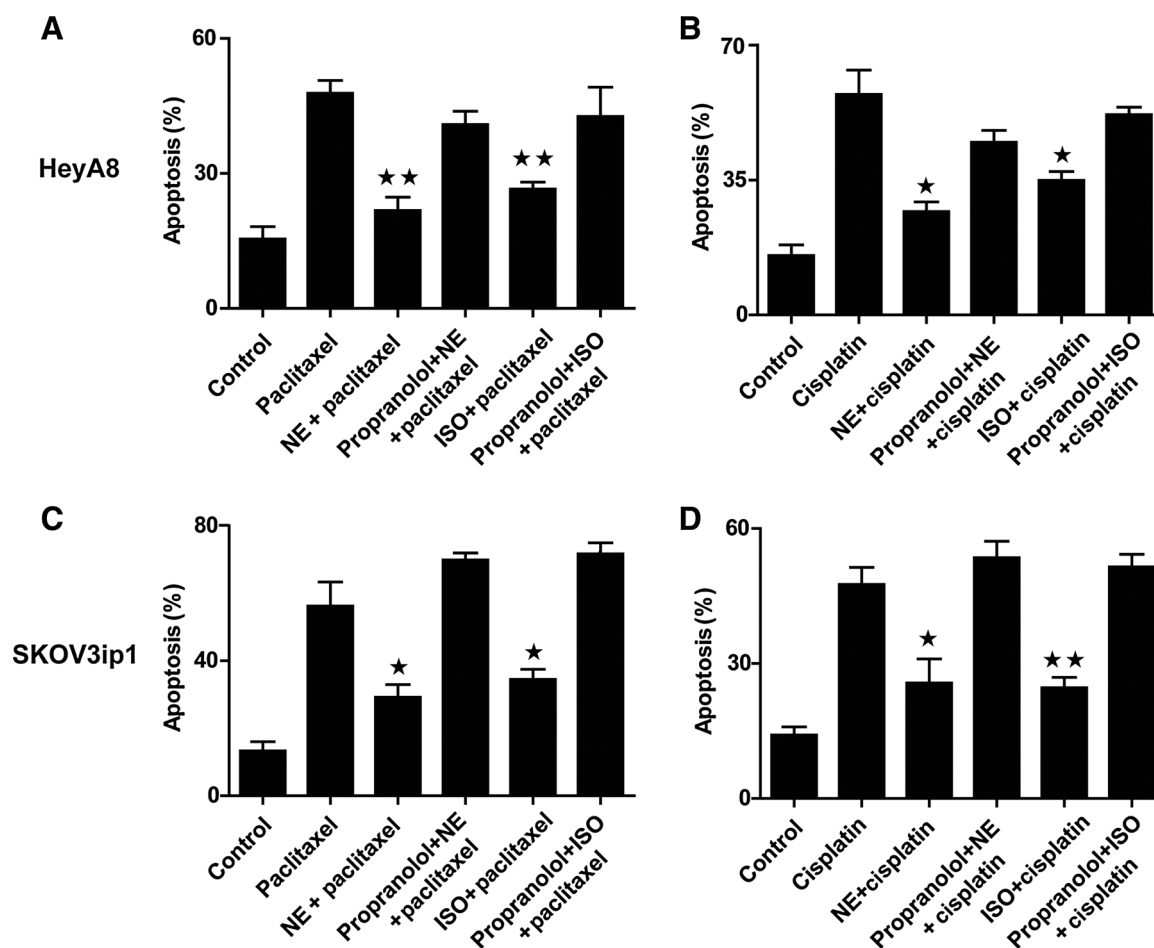 A
60
30
0
Apoptosis (%)
HeyA8
★★
★★
Control
Paclitaxel
NE + paclitaxel
Propranolol+NE
+paclitaxel
ISO+ paclitaxel
Propranolol+ISO
+paclitaxel
B
70
35
0
Apoptosis (%)
★
★
Control
Cisplatin
NE+cisplatin
Propranolol+NE
+cisplatin
ISO+ cisplatin
Propranolol+ISO
+cisplatin
C
80
40
0
Apoptosis (%)
SKOV3ip1
★
★
Control
Paclitaxel
NE + paclitaxel
Propranolol+NE
+ paclitaxel
ISO+ paclitaxel
Propranolol+ISO
+paclitaxel
D
60
30
0
Apoptosis (%)
★
★★
Control
Cisplatin
NE+cisplatin
Propranolol+NE
+ cisplatin
ISO+cisplatin
Propranolol+ISO
+ cisplatin